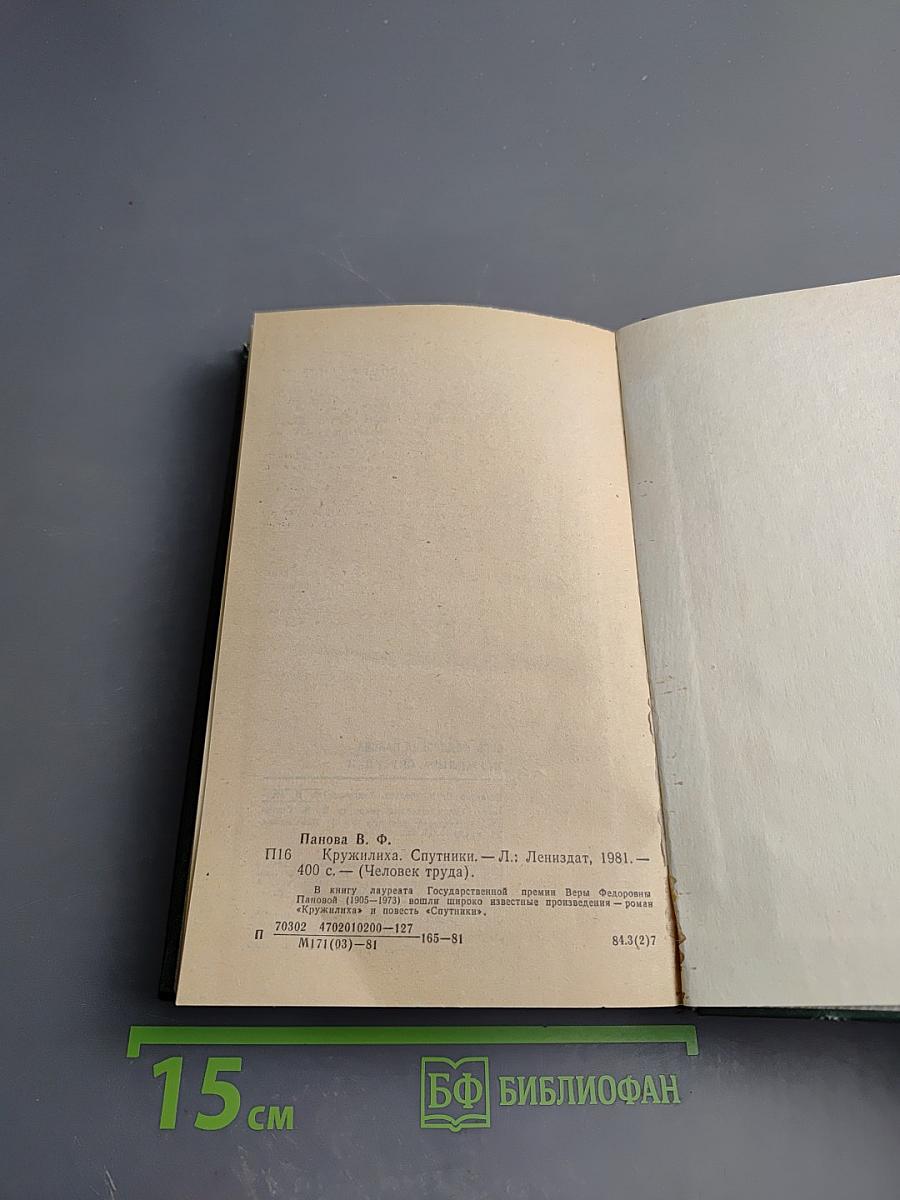 Панова В. Ф.
П16 Кружилиха. Спутники. — Л.: Лениздат, 1981. —
400 с. — (Человек труда).
В книгу лауреата Государственной премии Веры Федоровны
Пановой (1905—1973) вошли широко известные произведения — роман
«Кружилиха» и повесть «Спутники».
П 70302 4702010200—127
М171(03)—81
165—81
84.3(2)7
15 см
БФ БИБЛИОФАН